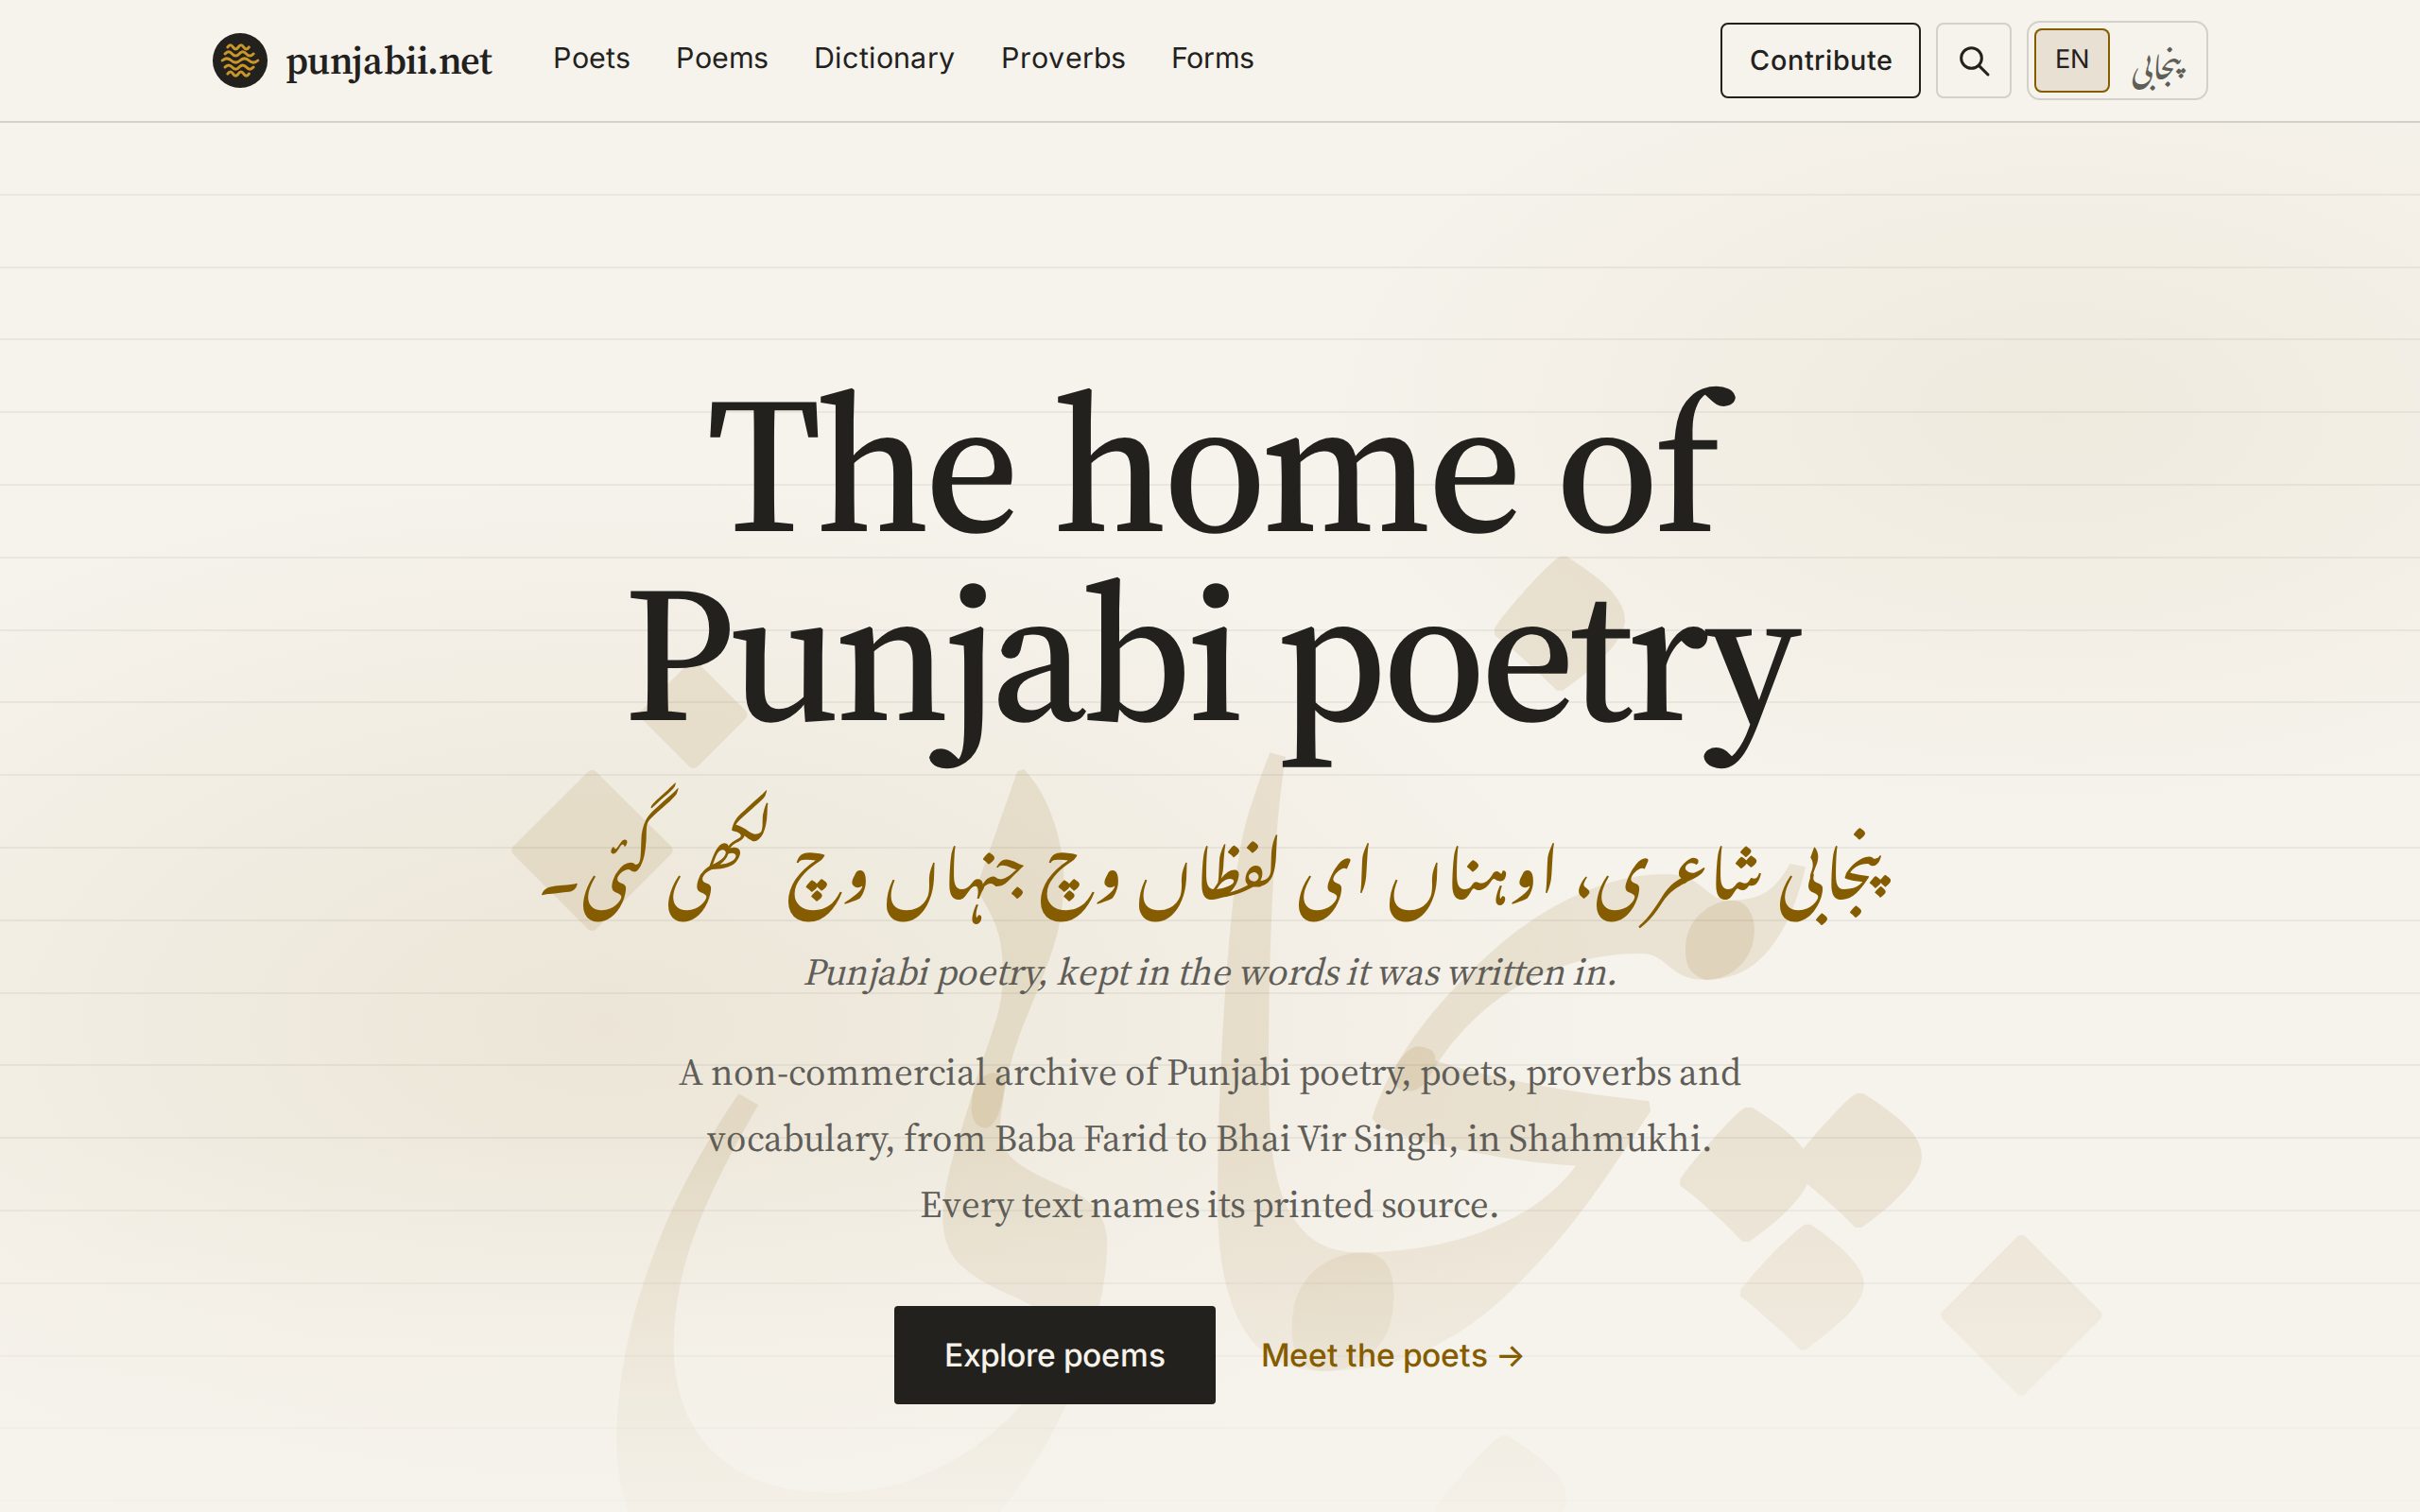 punjabii.net
Poets
Poems
Dictionary
Proverbs
Forms
Contribute
EN
پنجابی
The home of
Punjabi poetry
پنجابی شاعری، اوہناں ای لفظاں وچ جنہاں وچ لکھی گئی۔
Punjabi poetry, kept in the words it was written in.
A non-commercial archive of Punjabi poetry, poets, proverbs and
vocabulary, from Baba Farid to Bhai Vir Singh, in Shahmukhi.
Every text names its printed source.
Explore poems
Meet the poets →
پنجابی